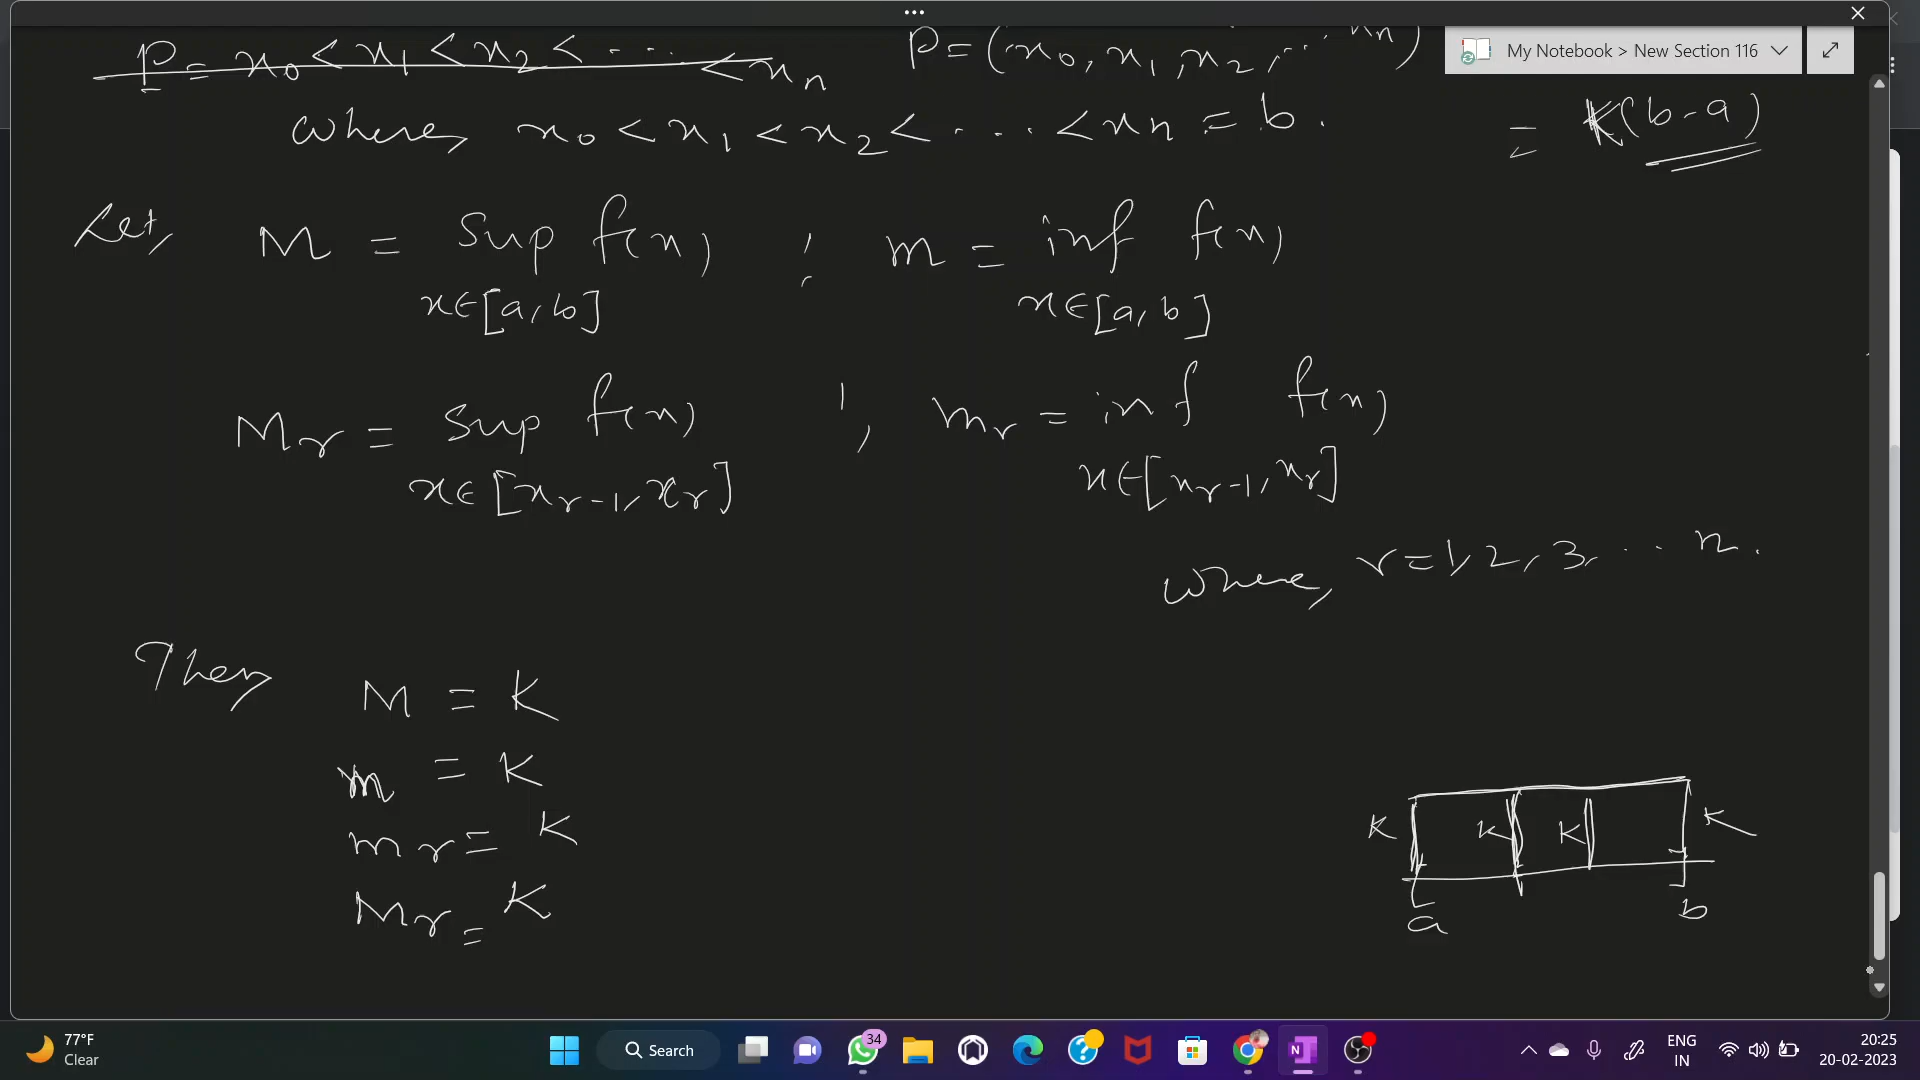 ...
My Notebook > New Section 116
P = x₀ < x₁ < x₂ < ..... < xₙ P = (x₀, x₁, x₂, ... xₙ)
where, x₀ < x₁ < x₂ < .... < xn = b. = K(b-a)
Let, M = Sup f(x) ; m = inf f(x)
x∈[a,b] x∈[a,b]
Mᵣ = Sup f(x) ; mᵣ = inf f(x)
x∈[xᵣ₋₁, xᵣ] x∈[xᵣ₋₁, xᵣ]
where, r=1,2,3,... n.
Then M = K
m = K
mᵣ = K
Mᵣ = K
K K K K
a b
77°F
Clear
Search
34
ENG
IN
20:25
20-02-2023